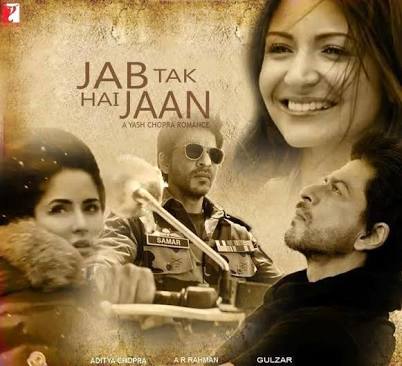 JAB TAK
HAI JAAN
A YASH CHOPRA ROMANCE
SAMAR
ADITYA CHOPRA A R RAHMAN GULZAR